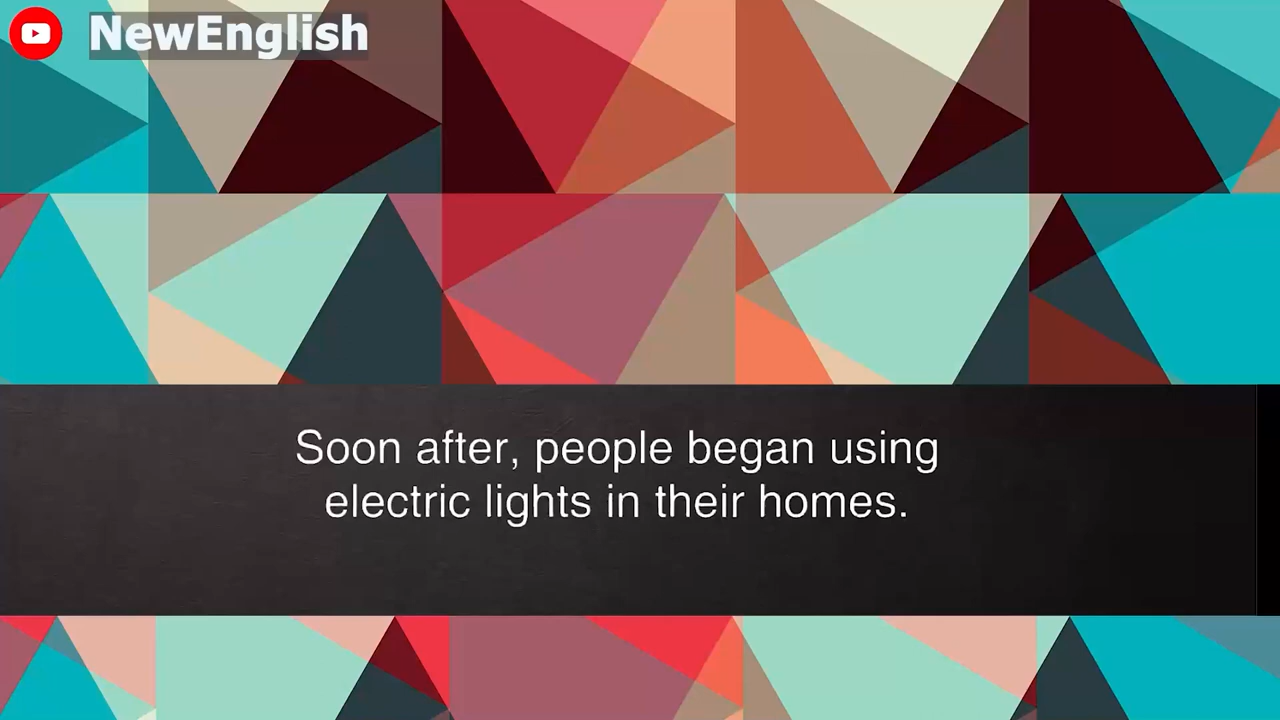 NewEnglish
Soon after, people began using
electric lights in their homes.